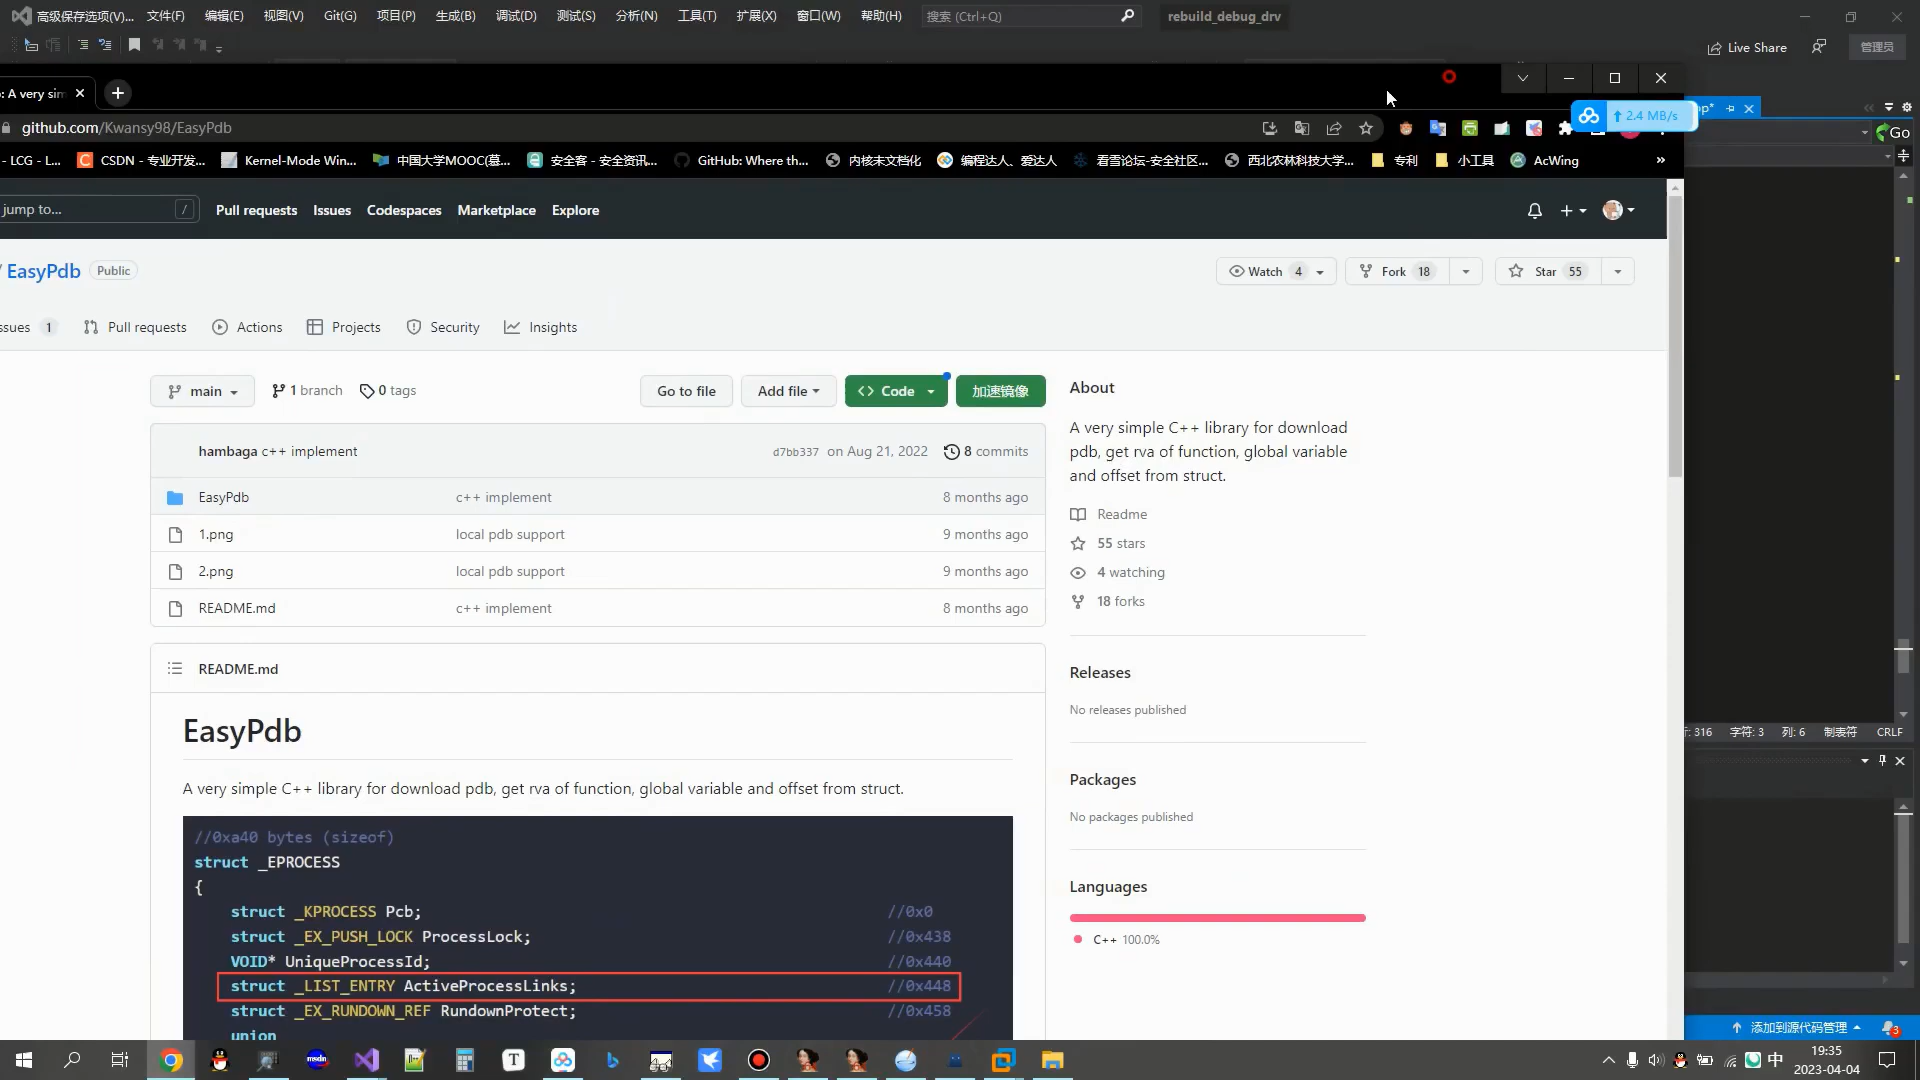 高级保存选项(V)... 文件(F) 编辑(E) 视图(V) Git(G) 项目(P) 生成(B) 调试(D) 测试(S) 分析(N) 工具(T) 扩展(X) 窗口(W) 帮助(H) 搜索 (Ctrl+Q) rebuild_debug_drv
Live Share 管理员
: A very sim
2.4 MB/s
github.com/Kwansy98/EasyPdb
Go
- LCG - L... CSDN - 专业开发... Kernel-Mode Win... 中国大学MOOC(慕... 安全客 - 安全资讯... GitHub: Where th... 内核未文档化 编程达人、爱达人 看雪论坛-安全社区... 西北农林科技大学... 专利 小工具 AcWing »
jump to... / Pull requests Issues Codespaces Marketplace Explore
/ EasyPdb Public Watch 4 Fork 18 Star 55
ssues 1 Pull requests Actions Projects Security Insights
main 1 branch 0 tags Go to file Add file <> Code 加速镜像
About
A very simple C++ library for download
pdb, get rva of function, global variable
and offset from struct.
hambaga c++ implement d7bb337 on Aug 21, 2022 8 commits
EasyPdb c++ implement 8 months ago
1.png local pdb support 9 months ago
2.png local pdb support 9 months ago
README.md c++ implement 8 months ago
Readme
55 stars
4 watching
18 forks
Releases
No releases published
Packages
No packages published
Languages
C++ 100.0%
README.md
EasyPdb
A very simple C++ library for download pdb, get rva of function, global variable and offset from struct.
//0xa40 bytes (sizeof)
struct _EPROCESS
{
struct _KPROCESS Pcb; //0x0
struct _EX_PUSH_LOCK ProcessLock; //0x438
VOID* UniqueProcessId; //0x440
struct _LIST_ENTRY ActiveProcessLinks; //0x448
struct _EX_RUNDOWN_REF RundownProtect; //0x458
union
: 316 字符: 3 列: 6 制表符 CRLF
添加到源代码管理 3
msdn T 中 19:35
2023-04-04